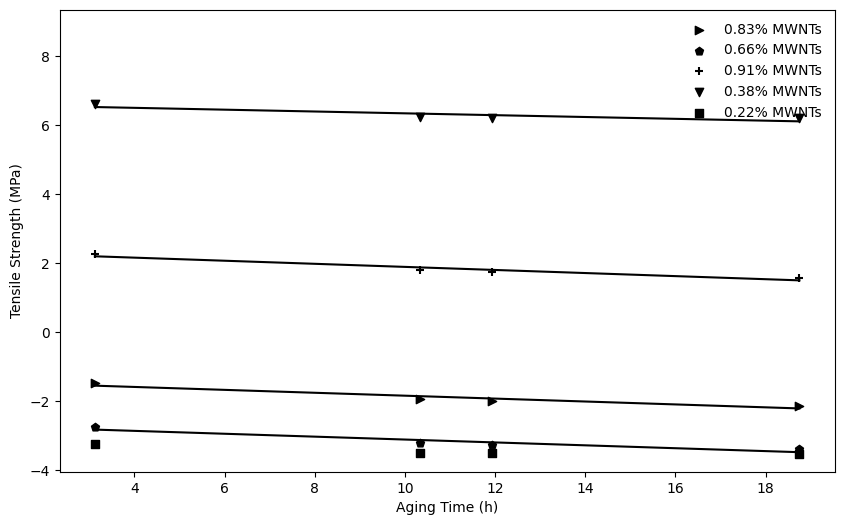 0.83% MWNTs
0.66% MWNTs
0.91% MWNTs
0.38% MWNTs
0.22% MWNTs
8
6
4
2
0
−2
−4
Tensile Strength (MPa)
4 6 8 10 12 14 16 18
Aging Time (h)